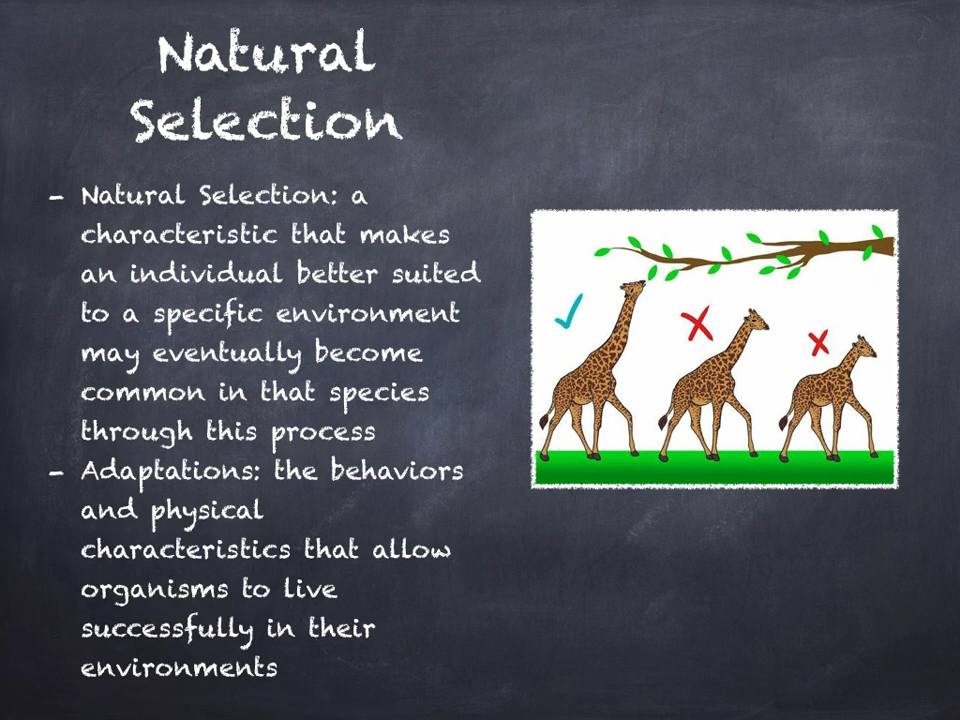 Natural
Selection
- Natural Selection: a
characteristic that makes
an individual better suited
to a specific environment
may eventually become
common in that species
through this process
- Adaptations: the behaviors
and physical
characteristics that allow
organisms to live
successfully in their
environments